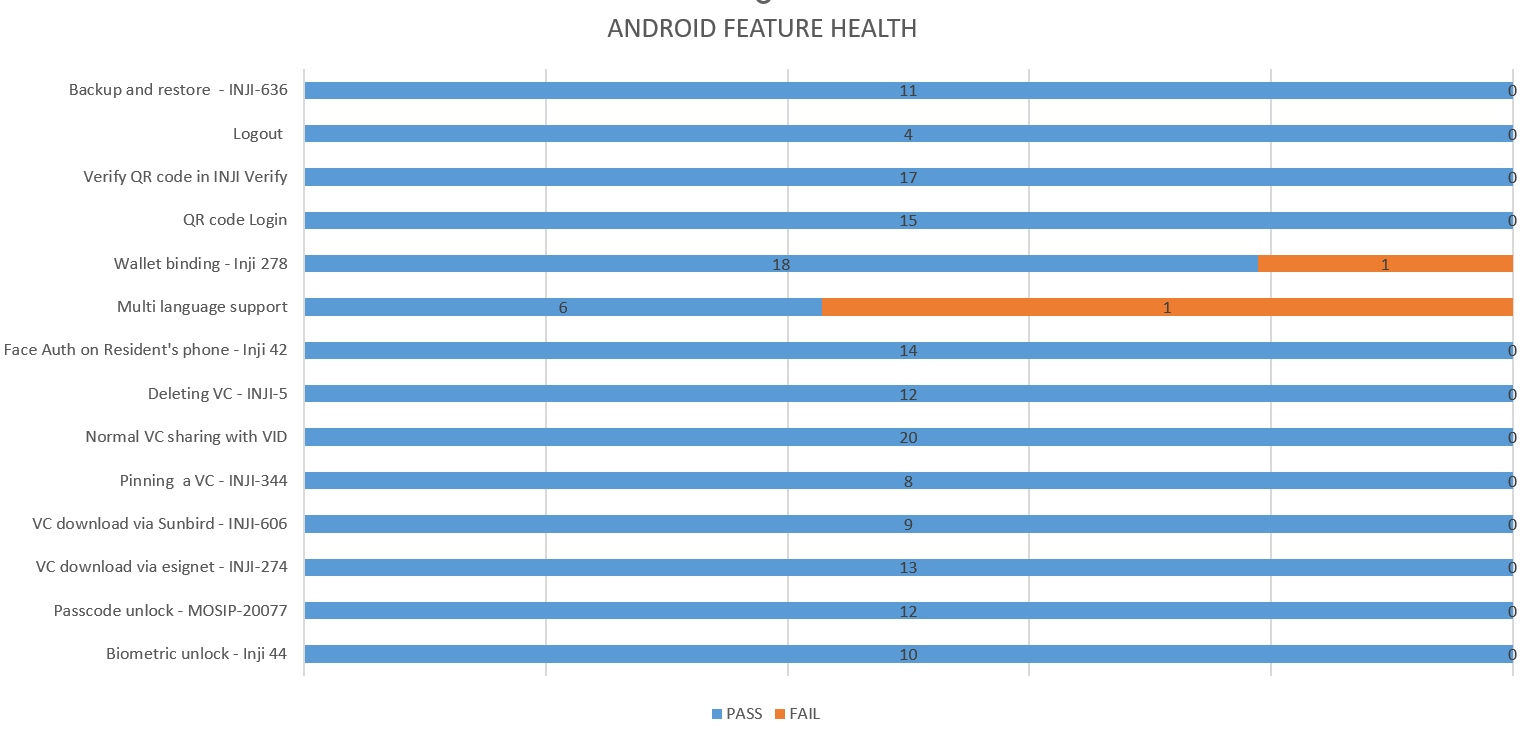 ANDROID FEATURE HEALTH
Backup and restore  - INJI-636 11 0
Logout 4 0
Verify QR code in INJI Verify 17 0
QR code Login 15 0
Wallet binding - Inji 278 18 1
Multi language support 6 1
Face Auth on Resident's phone - Inji 42 14 0
Deleting VC - INJI-5 12 0
Normal VC sharing with VID 20 0
Pinning  a VC - INJI-344 8 0
VC download via Sunbird - INJI-606 9 0
VC download via esignet - INJI-274 13 0
Passcode unlock - MOSIP-20077 12 0
Biometric unlock - Inji 44 10 0
PASS FAIL